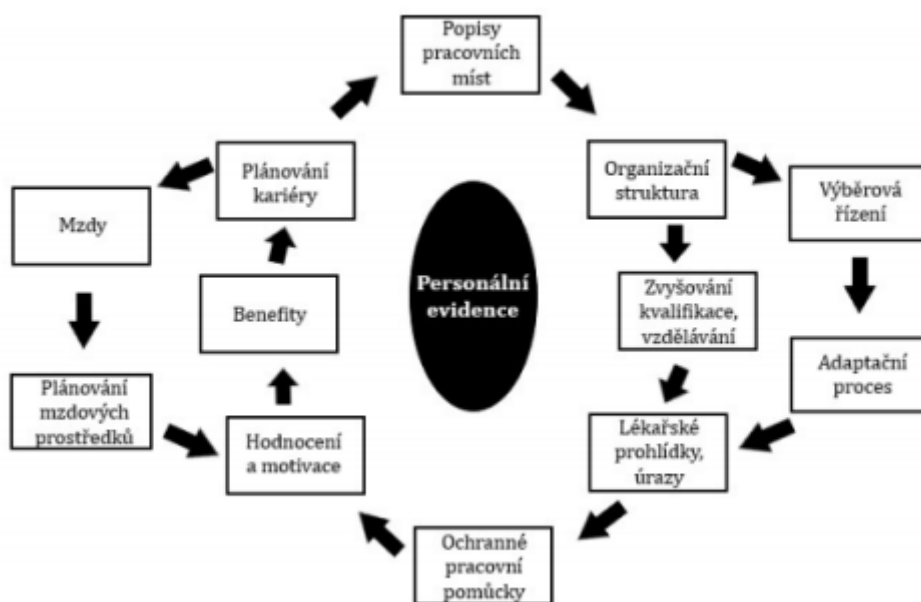 Popisy
pracovních
míst
Plánování
kariéry
Organizační
struktura
Výběrová
řízení
Mzdy
Personální
evidence
Benefity
Zvyšování
kvalifikace,
vzdělávání
Plánování
mzdových
prostředků
Adaptační
proces
Hodnocení
a motivace
Lékařské
prohlídky,
úrazy
Ochranné
pracovní
pomůcky